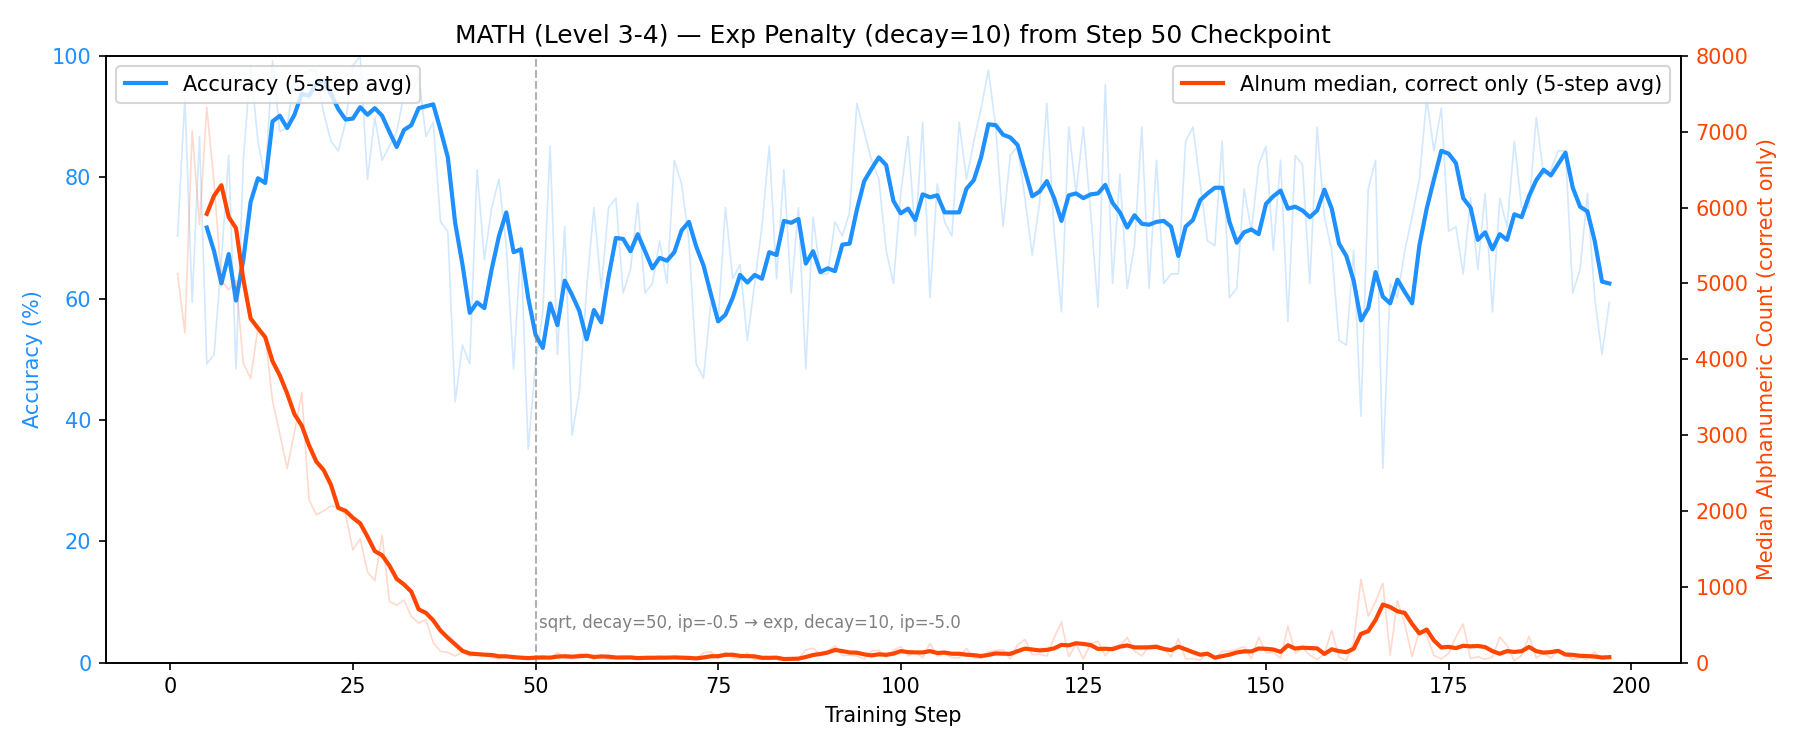 MATH (Level 3-4) — Exp Penalty (decay=10) from Step 50 Checkpoint
Accuracy (5-step avg)
Alnum median, correct only (5-step avg)
Accuracy (%)
100
80
60
40
20
0
8000
7000
6000
5000
4000
3000
2000
1000
0
Median Alphanumeric Count (correct only)
sqrt, decay=50, ip=-0.5 → exp, decay=10, ip=-5.0
0 25 50 75 100 125 150 175 200
Training Step